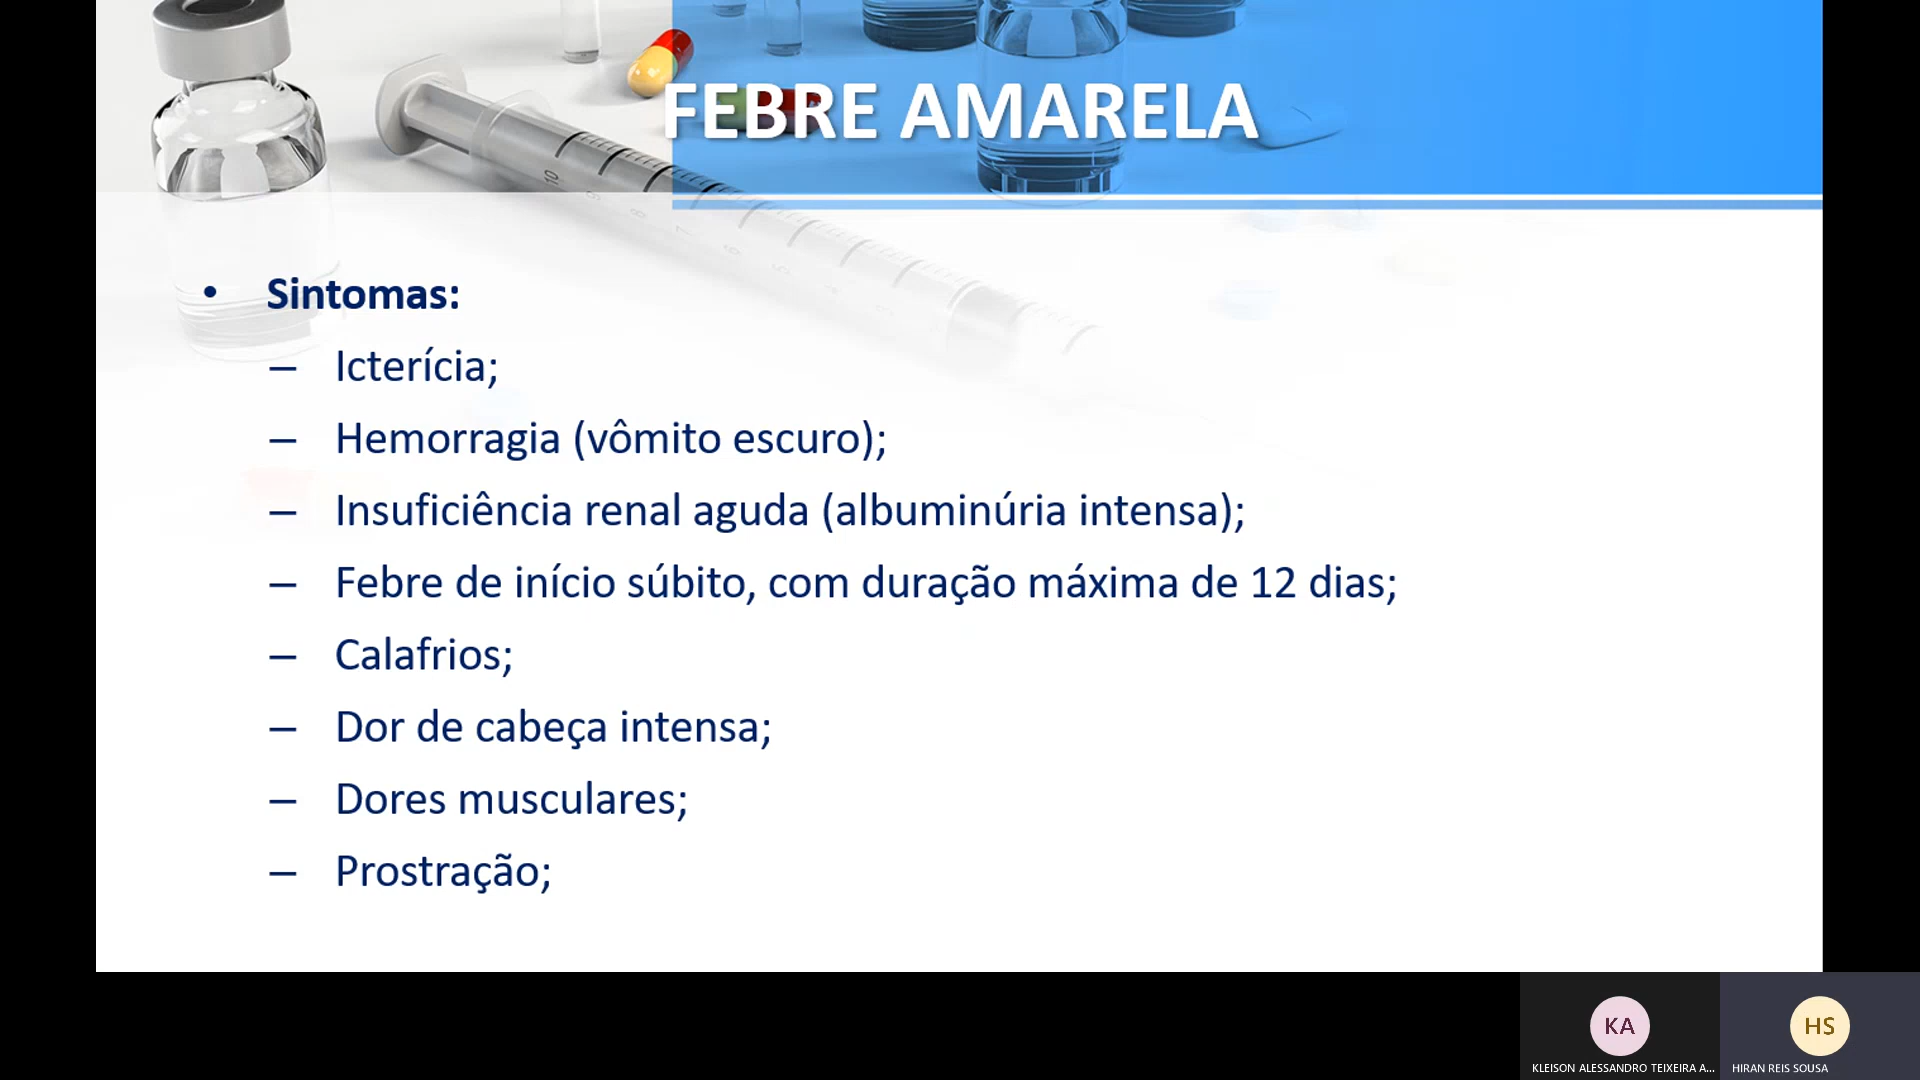 FEBRE AMARELA
• Sintomas:
– Icterícia;
– Hemorragia (vômito escuro);
– Insuficiência renal aguda (albuminúria intensa);
– Febre de início súbito, com duração máxima de 12 dias;
– Calafrios;
– Dor de cabeça intensa;
– Dores musculares;
– Prostração;
KA
HS
KLEISON ALESSANDRO TEIXEIRA A...
HIRAN REIS SOUSA